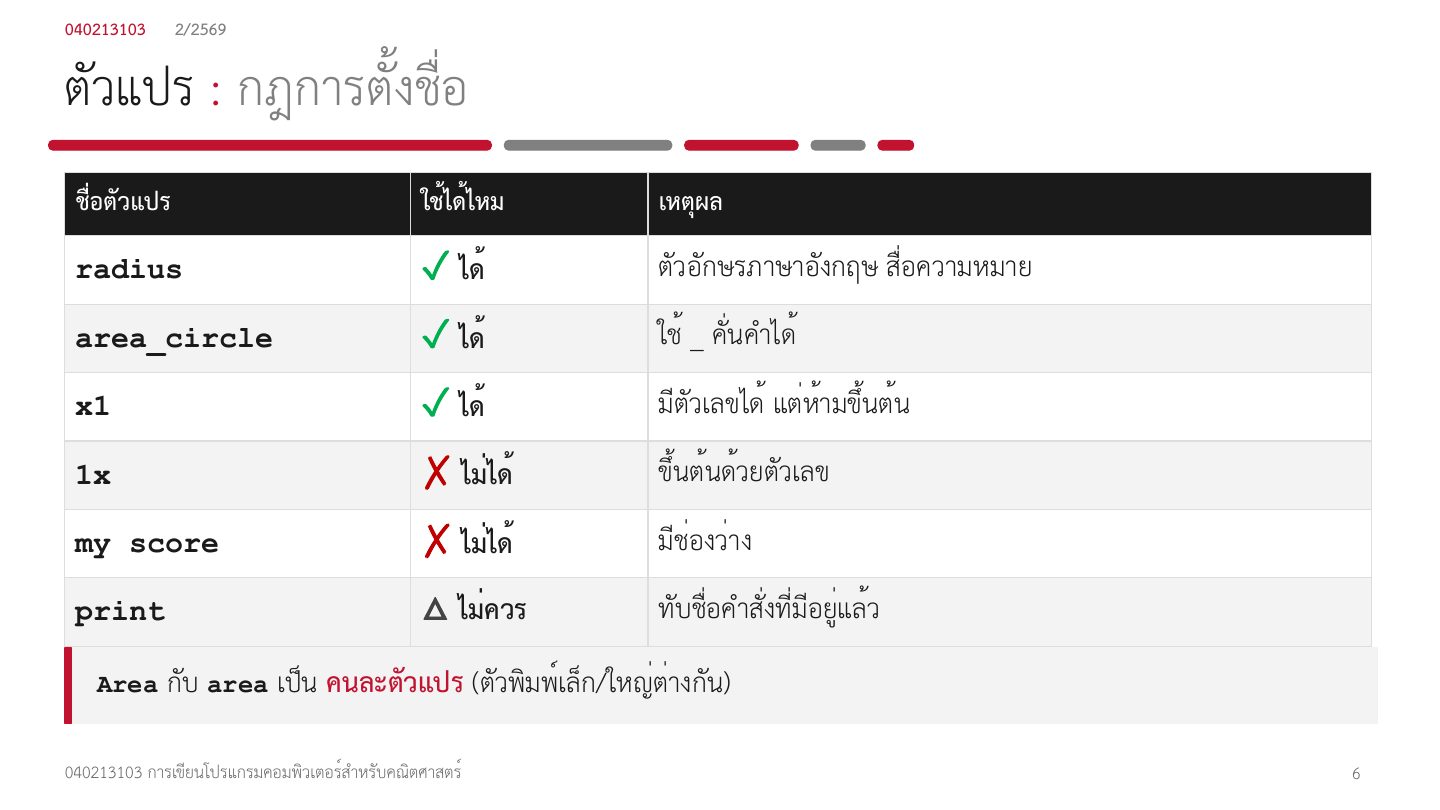 040213103 2/2569
ตัวแปร : กฎการตั้งชื่อ
ชื่อตัวแปร ใช้ได้ไหม เหตุผล
radius ✓ ได้ ตัวอักษรภาษาอังกฤษ สื่อความหมาย
area_circle ✓ ได้ ใช้ _ คั่นคำได้
x1 ✓ ได้ มีตัวเลขได้ แต่ห้ามขึ้นต้น
1x ✗ ไม่ได้ ขึ้นต้นด้วยตัวเลข
my score ✗ ไม่ได้ มีช่องว่าง
print △ ไม่ควร ทับชื่อคำสั่งที่มีอยู่แล้ว
Area กับ area เป็น คนละตัวแปร (ตัวพิมพ์เล็ก/ใหญ่ต่างกัน)
040213103 การเขียนโปรแกรมคอมพิวเตอร์สำหรับคณิตศาสตร์ 6